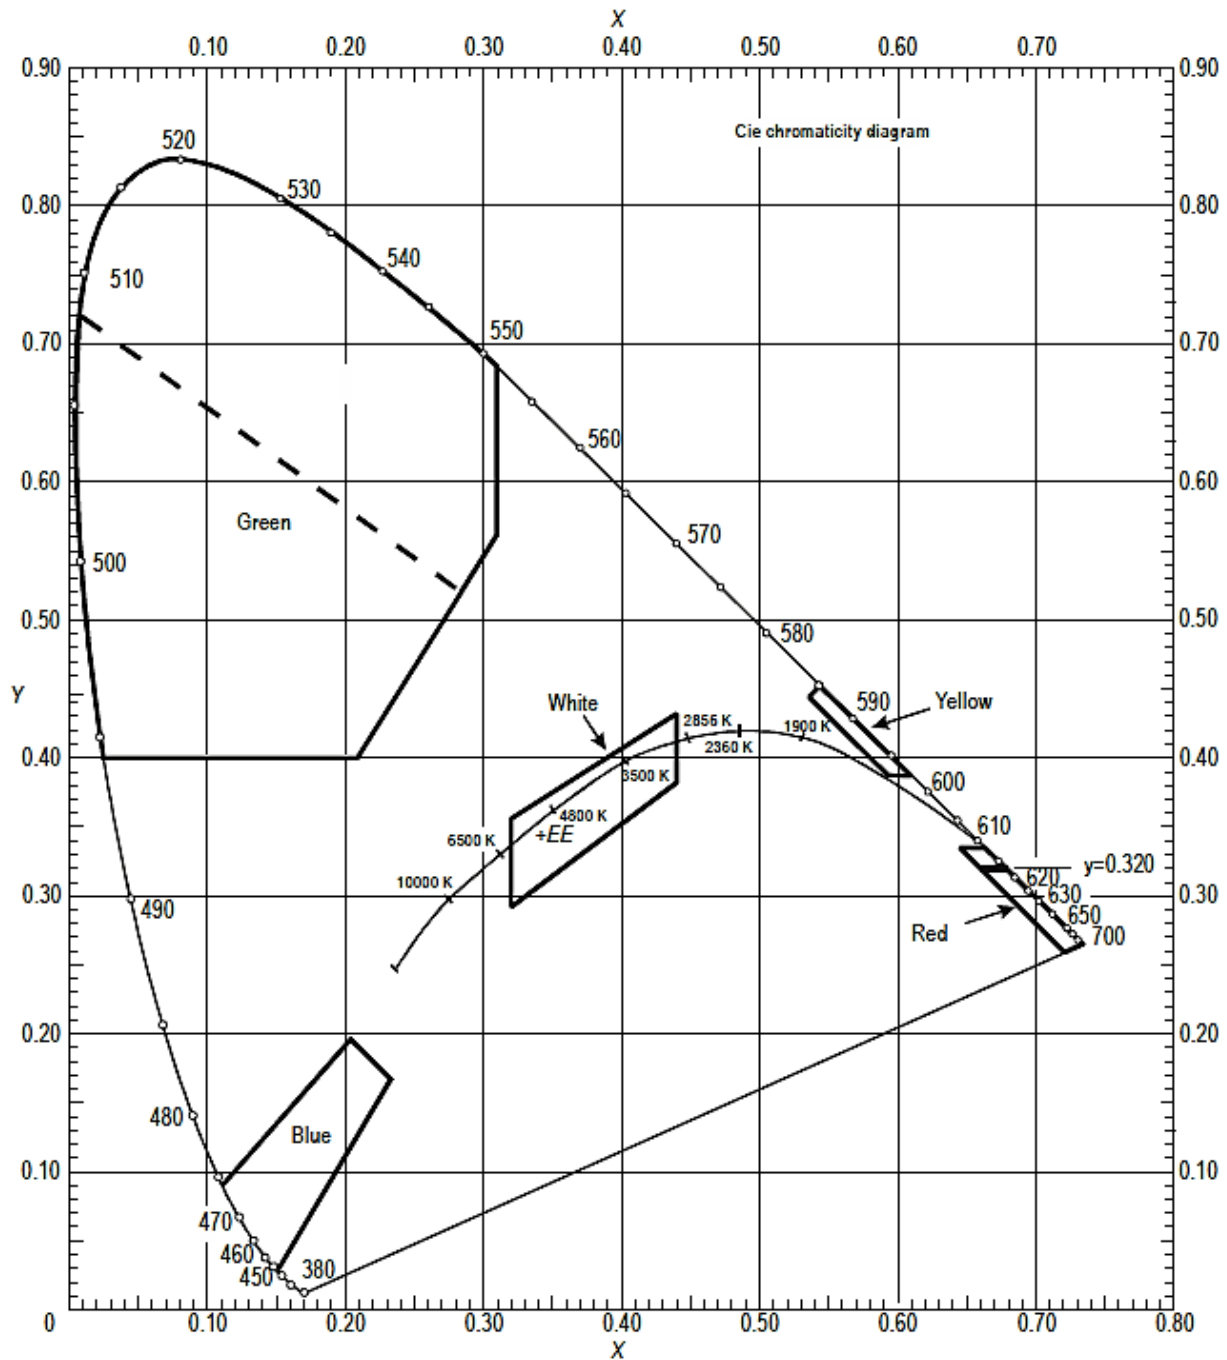 X
0.10 0.20 0.30 0.40 0.50 0.60 0.70
0.90 0.90
Cie chromaticity diagram
520
530
0.80 0.80
540
510
550
0.70 0.70
560
0.60 0.60
Green
570
500
0.50 0.50
580
Y
White
590
Yellow
2856 K
1900 K
2360 K
0.40 0.40
3500 K
600
4800 K
610
+EE
6500 K
y=0.320
620
10000 K
0.30 0.30
630
490
650
Red
700
0.20 0.20
480
Blue
0.10 0.10
470
460
450
380
0 0.10 0.20 0.30 0.40 0.50 0.60 0.70 0.80
X